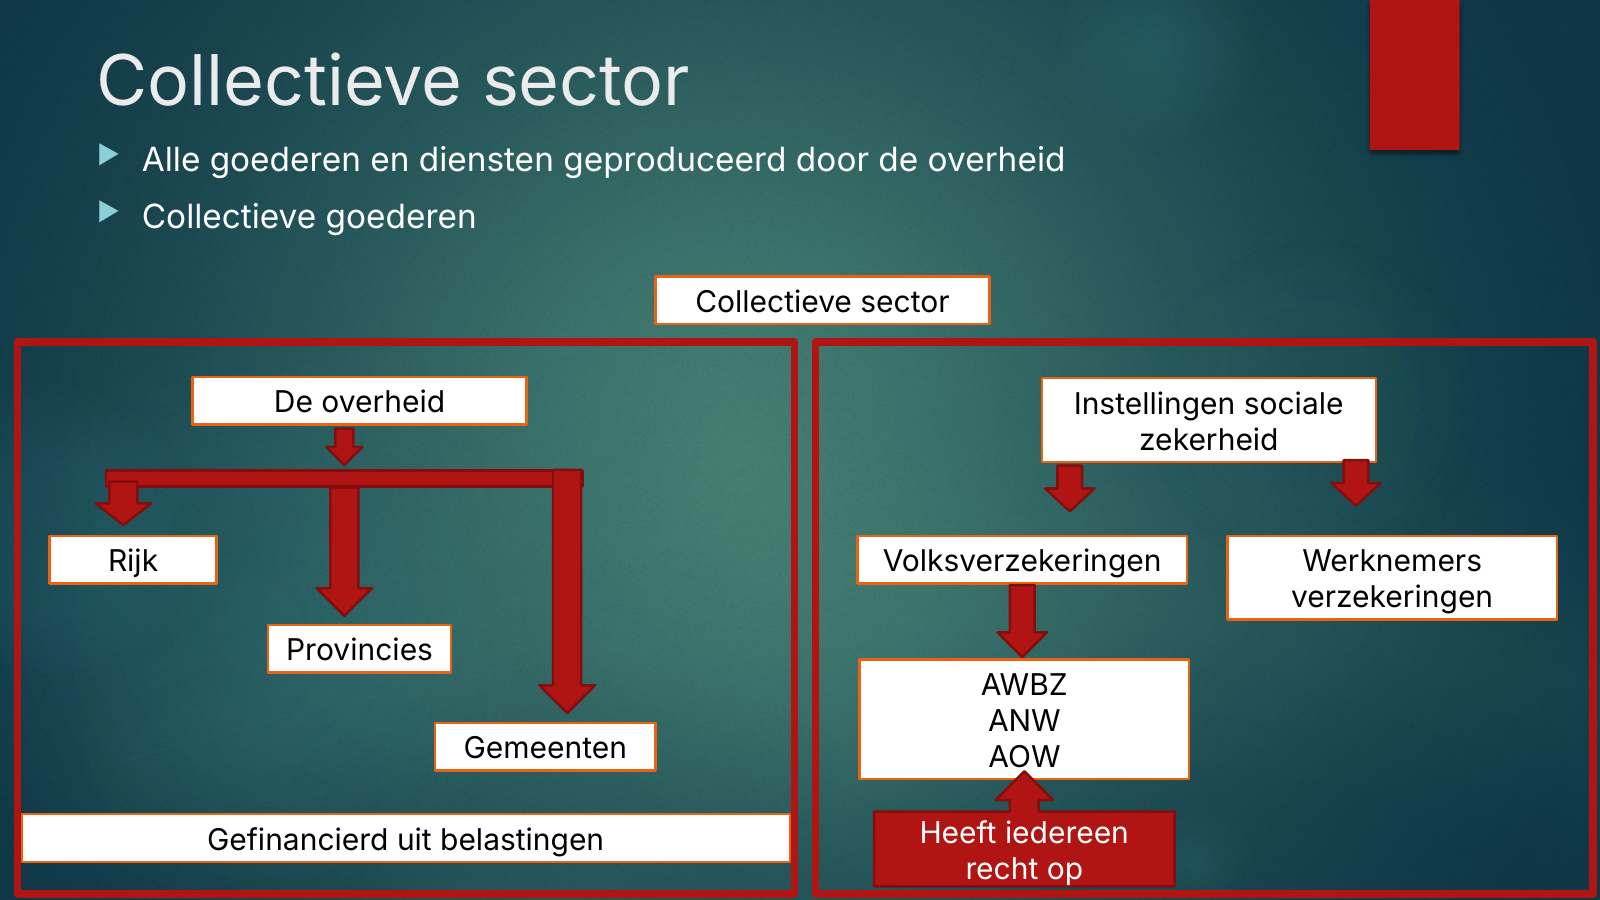 Collectieve sector
Alle goederen en diensten geproduceerd door de overheid
Collectieve goederen
Collectieve sector
De overheid
Rijk
Provincies
Gemeenten
Gefinancierd uit belastingen
Instellingen sociale
zekerheid
Volksverzekeringen
Werknemers
verzekeringen
AWBZ
ANW
AOW
Heeft iedereen
recht op